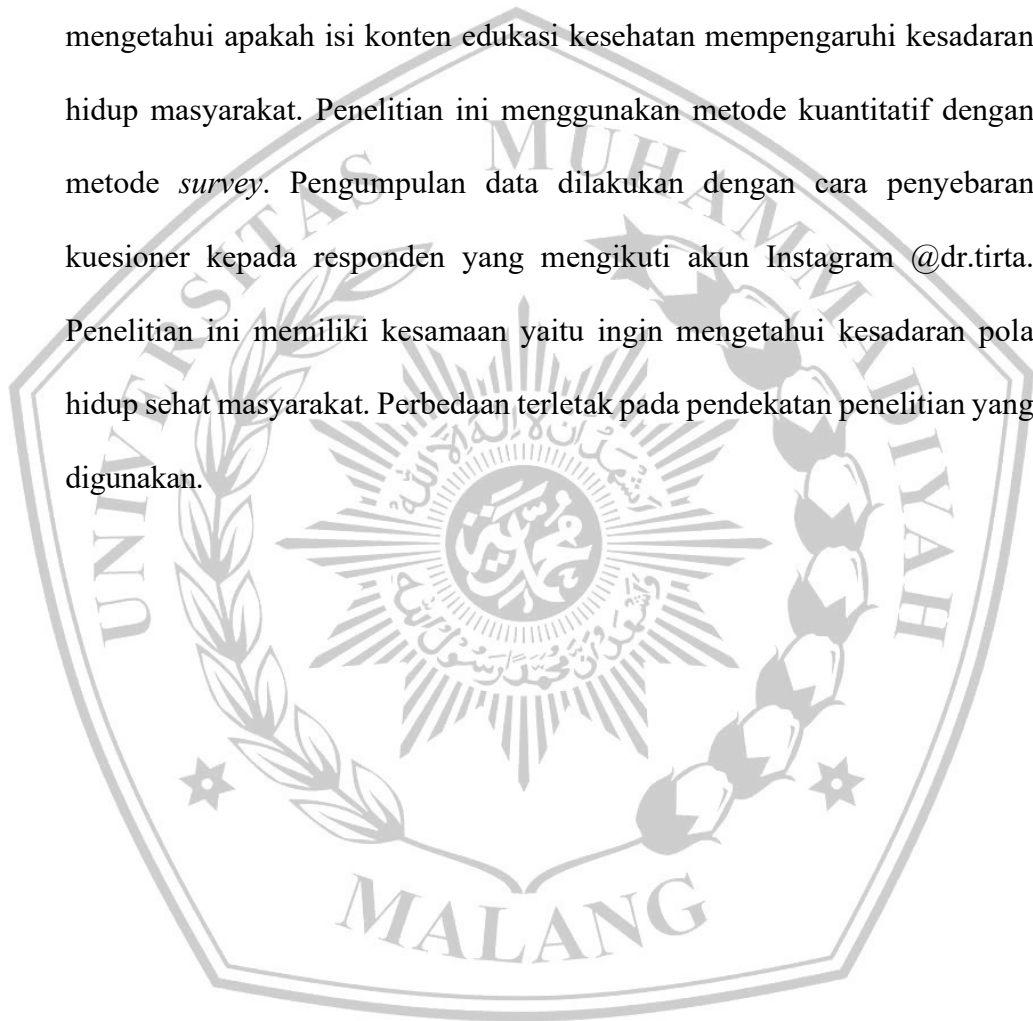 mengetahui apakah isi konten edukasi kesehatan mempengaruhi kesadaran
hidup masyarakat. Penelitian ini menggunakan metode kuantitatif dengan
metode survey. Pengumpulan data dilakukan dengan cara penyebaran
kuesioner kepada responden yang mengikuti akun Instagram @dr.tirta.
Penelitian ini memiliki kesamaan yaitu ingin mengetahui kesadaran pola
hidup sehat masyarakat. Perbedaan terletak pada pendekatan penelitian yang
digunakan.
UNIVERSITAS MUHAMMADIYAH
MALANG